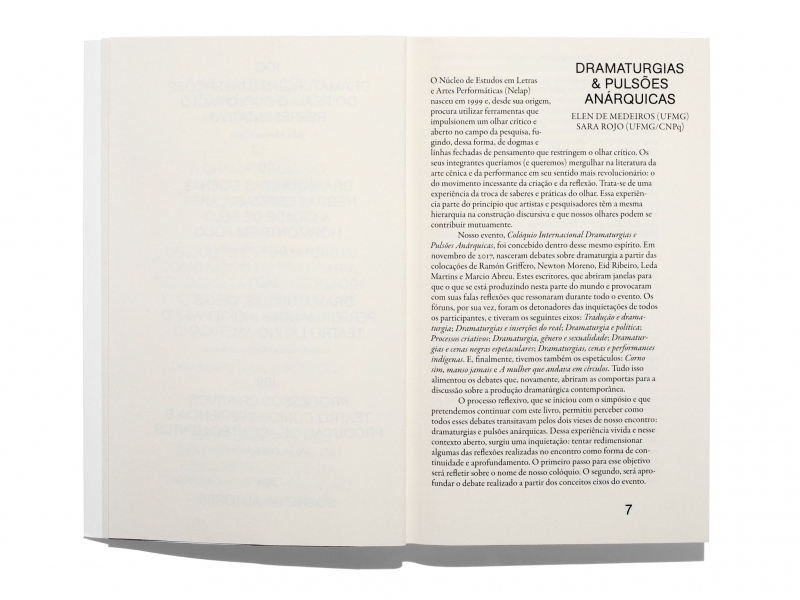 DRAMATURGIAS
& PULSÕES
ANÁRQUICAS
ELEN DE MEDEIROS (UFMG)
SARA ROJO (UFMG/CNPq)
O Núcleo de Estudos em Letras
e Artes Performáticas (Nelap)
nasceu em 1999 e, desde sua origem,
procura utilizar ferramentas que
impulsionem um olhar crítico e
aberto no campo da pesquisa, fu-
gindo, dessa forma, de dogmas e
linhas fechadas de pensamento que restringem o olhar crítico. Os
seus integrantes queríamos (e queremos) mergulhar na literatura da
arte cênica e da performance em seu sentido mais revolucionário: o
do movimento incessante da criação e da reflexão. Trata-se de uma
experiência da troca de saberes e práticas do olhar. Essa experiên-
cia parte do princípio que artistas e pesquisadores têm a mesma
hierarquia na construção discursiva e que nossos olhares podem se
contribuir mutuamente.
Nosso evento, Colóquio Internacional Dramaturgias e
Pulsões Anárquicas, foi concebido dentro desse mesmo espírito. Em
novembro de 2017, nasceram debates sobre dramaturgia a partir das
colocações de Ramón Griffero, Newton Moreno, Eid Ribeiro, Leda
Martins e Marcio Abreu. Estes escritores, que abriram janelas para
que o que se está produzindo nesta parte do mundo e provocaram
com suas falas reflexões que ressonaram durante todo o evento. Os
fóruns, por sua vez, foram os detonadores das inquietações de todos
os participantes, e tiveram os seguintes eixos: Tradução e drama-
turgia; Dramaturgias e inserções do real; Dramaturgia e política;
Processos criativos; Dramaturgia, gênero e sexualidade; Dramatur-
gias e cenas negras espetaculares; Dramaturgias, cenas e performances
indígenas. E, finalmente, tivemos também os espetáculos: Corno
sim, manso jamais e A mulher que andava em círculos. Tudo isso
alimentou os debates que, novamente, abriram as comportas para a
discussão sobre a produção dramatúrgica contemporânea.
O processo reflexivo, que se iniciou com o simpósio e que
pretendemos continuar com este livro, permitiu perceber como
todos esses debates transitavam pelos dois vieses de nosso encontro:
dramaturgias e pulsões anárquicas. Dessa experiência vivida e nesse
contexto aberto, surgiu uma inquietação: tentar redimensionar
algumas das reflexões realizadas no encontro como forma de con-
tinuidade e aprofundamento. O primeiro passo para esse objetivo
será refletir sobre o nome de nosso colóquio. O segundo, será apro-
fundar o debate realizado a partir dos conceitos eixos do evento.
7